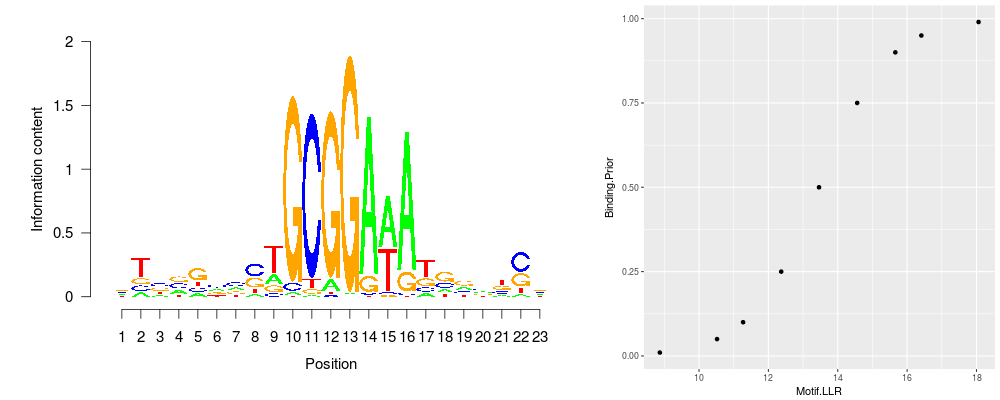 Information content
2
1.5
1
0.5
0
T G C T G C G G A A A T C
G T A G C T A G T G G
1 2 3 4 5 6 7 8 9 10 11 12 13 14 15 16 17 18 19 20 21 22 23
Position
Binding.Prior
1.00
0.75
0.50
0.25
0.00
10 12 14 16 18
Motif.LLR